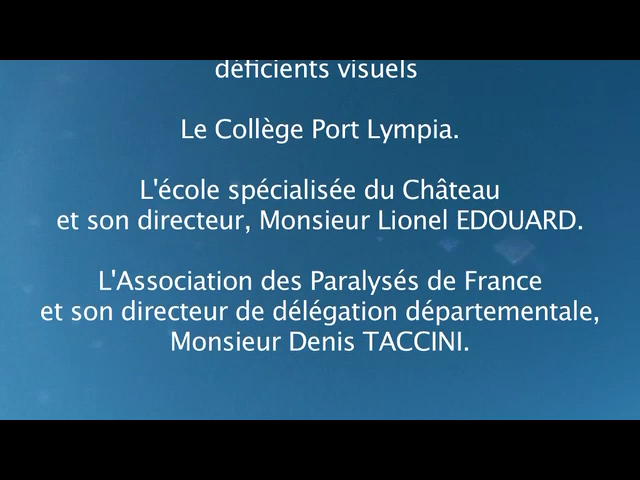 déficients visuels
Le Collège Port Lympia.
L'école spécialisée du Château
et son directeur, Monsieur Lionel EDOUARD.
L'Association des Paralysés de France
et son directeur de délégation départementale,
Monsieur Denis TACCINI.